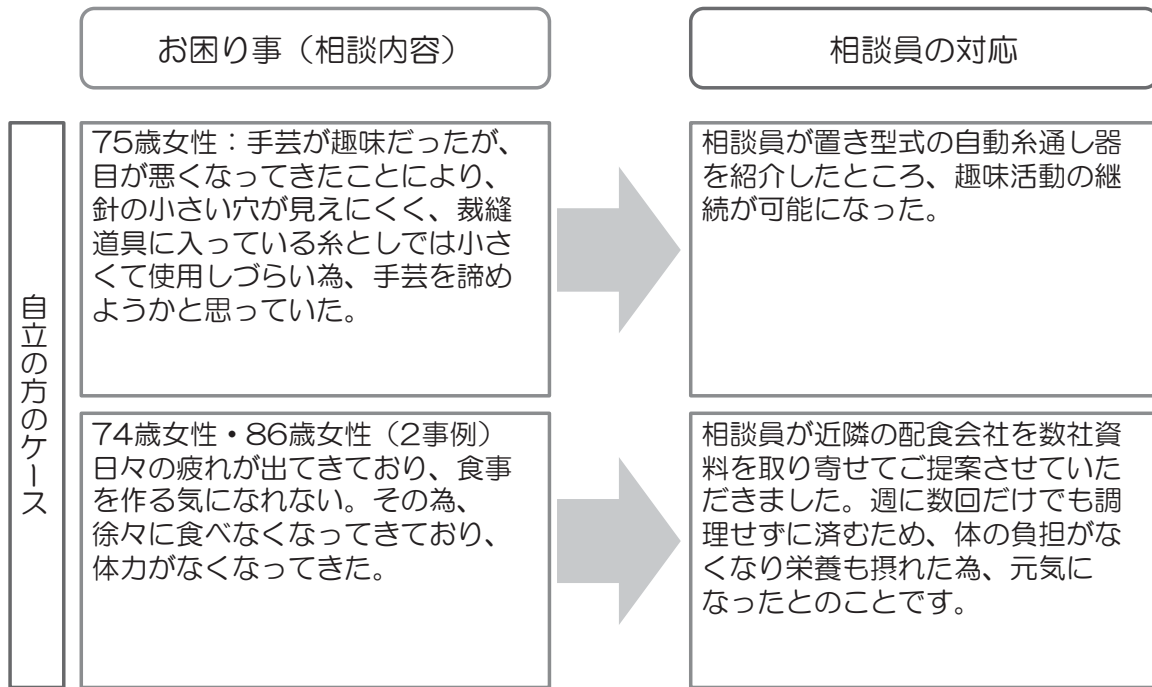 お困り事（相談内容）
相談員の対応
自立の方のケース
75歳女性：手芸が趣味だったが、
目が悪くなってきたことにより、
針の小さい穴が見えにくく、裁縫
道具に入っている糸としでは小さ
くて使用しづらい為、手芸を諦め
ようかと思っていた。
相談員が置き型式の自動糸通し器
を紹介したところ、趣味活動の継
続が可能になった。
74歳女性・86歳女性（2事例）
日々の疲れが出てきており、食事
を作る気になれない。その為、
徐々に食べなくなってきており、
体力がなくなってきた。
相談員が近隣の配食会社を数社資
料を取り寄せてご提案させていた
だきました。週に数回だけでも調
理せずに済むため、体の負担がな
くなり栄養も摂れた為、元気に
なったとのことです。